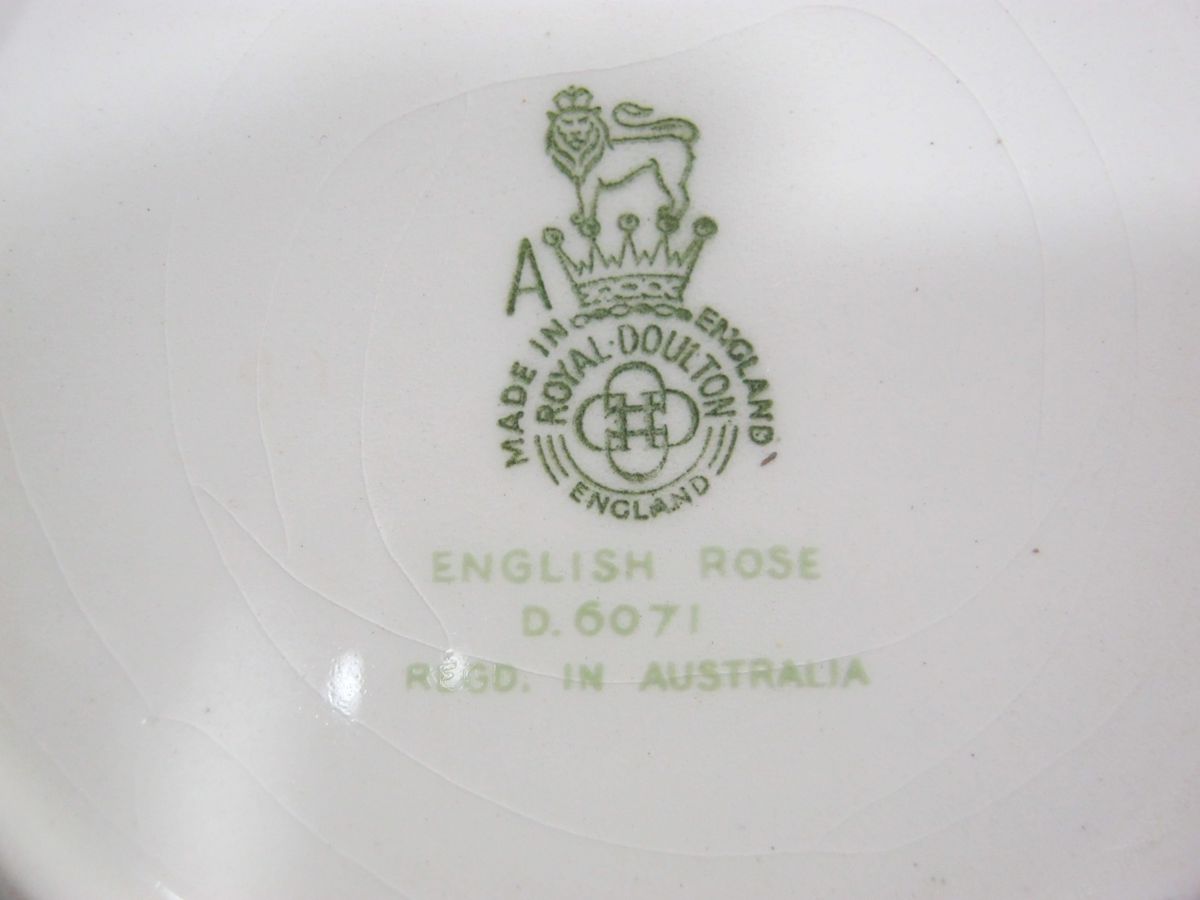 A
MADE IN ENGLAND
ROYAL·DOULTON
ENGLAND
ENGLISH ROSE
D.6071
REGD. IN AUSTRALIA